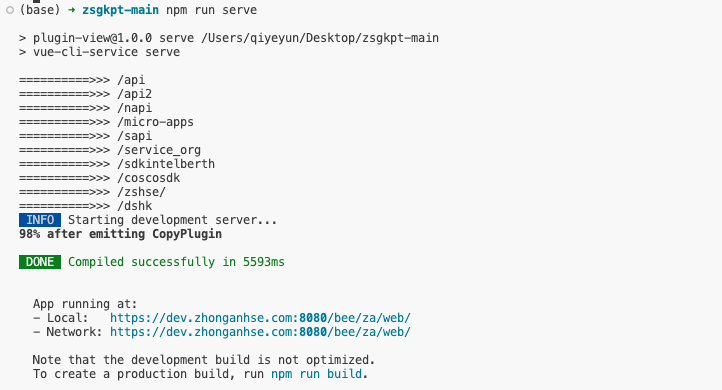 (base) → zsgkpt-main npm run serve
> plugin-view@1.0.0 serve /Users/qiyeyun/Desktop/zsgkpt-main
> vue-cli-service serve
==========>>> /api
==========>>> /api2
==========>>> /napi
==========>>> /micro-apps
==========>>> /sapi
==========>>> /service_org
==========>>> /sdkintelberth
==========>>> /coscosdk
==========>>> /zshse/
==========>>> /dshk
INFO Starting development server...
98% after emitting CopyPlugin
DONE Compiled successfully in 5593ms
App running at:
- Local: https://dev.zhonganhse.com:8080/bee/za/web/
- Network: https://dev.zhonganhse.com:8080/bee/za/web/
Note that the development build is not optimized.
To create a production build, run npm run build.